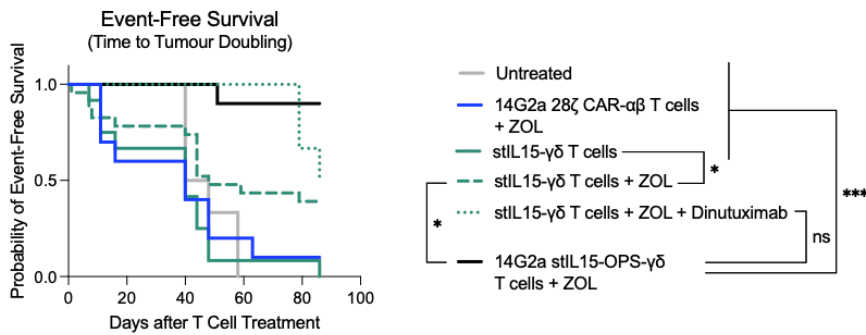 Event-Free Survival
(Time to Tumour Doubling)
Probability of Event-Free Survival
1.0
0.5
0.0
0
20
40
60
80
100
Days after T Cell Treatment
Untreated
14G2a 28ζ CAR-αβ T cells
+ ZOL
stIL15-γδ T cells
stIL15-γδ T cells + ZOL
stIL15-γδ T cells + ZOL + Dinutuximab
14G2a stIL15-OPS-γδ
T cells + ZOL
*
*
ns
***